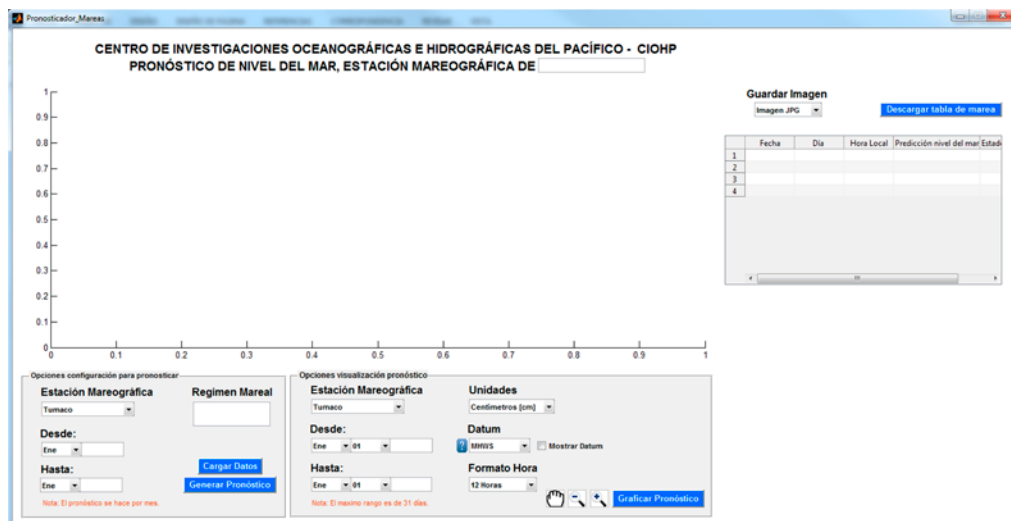 Pronosticador_Mareas
CENTRO DE INVESTIGACIONES OCEANOGRÁFICAS E HIDROGRÁFICAS DEL PACÍFICO - CIOHP
PRONÓSTICO DE NIVEL DEL MAR, ESTACIÓN MAREOGRÁFICA DE
1
0.9
0.8
0.7
0.6
0.5
0.4
0.3
0.2
0.1
0
0 0.1 0.2 0.3 0.4 0.5 0.6 0.7 0.8 0.9 1
Guardar Imagen
Imagen JPG
Descargar tabla de marea
Fecha Día Hora Local Predicción nivel del mar Estad
1
2
3
4
Opciones configuración para pronosticar
Estación Mareográfica Regimen Mareal
Tumaco
Desde:
Ene
Hasta:
Ene
Cargar Datos
Generar Pronóstico
Nota: El pronóstico se hace por mes.
Opciones visualización pronóstico
Estación Mareográfica Unidades
Tumaco Centímetros [cm]
Desde: Datum
Ene 01 ? MHWS Mostrar Datum
Hasta: Formato Hora
Ene 01 12 Horas
Nota: El maximo rango es de 31 días.
Graficar Pronóstico